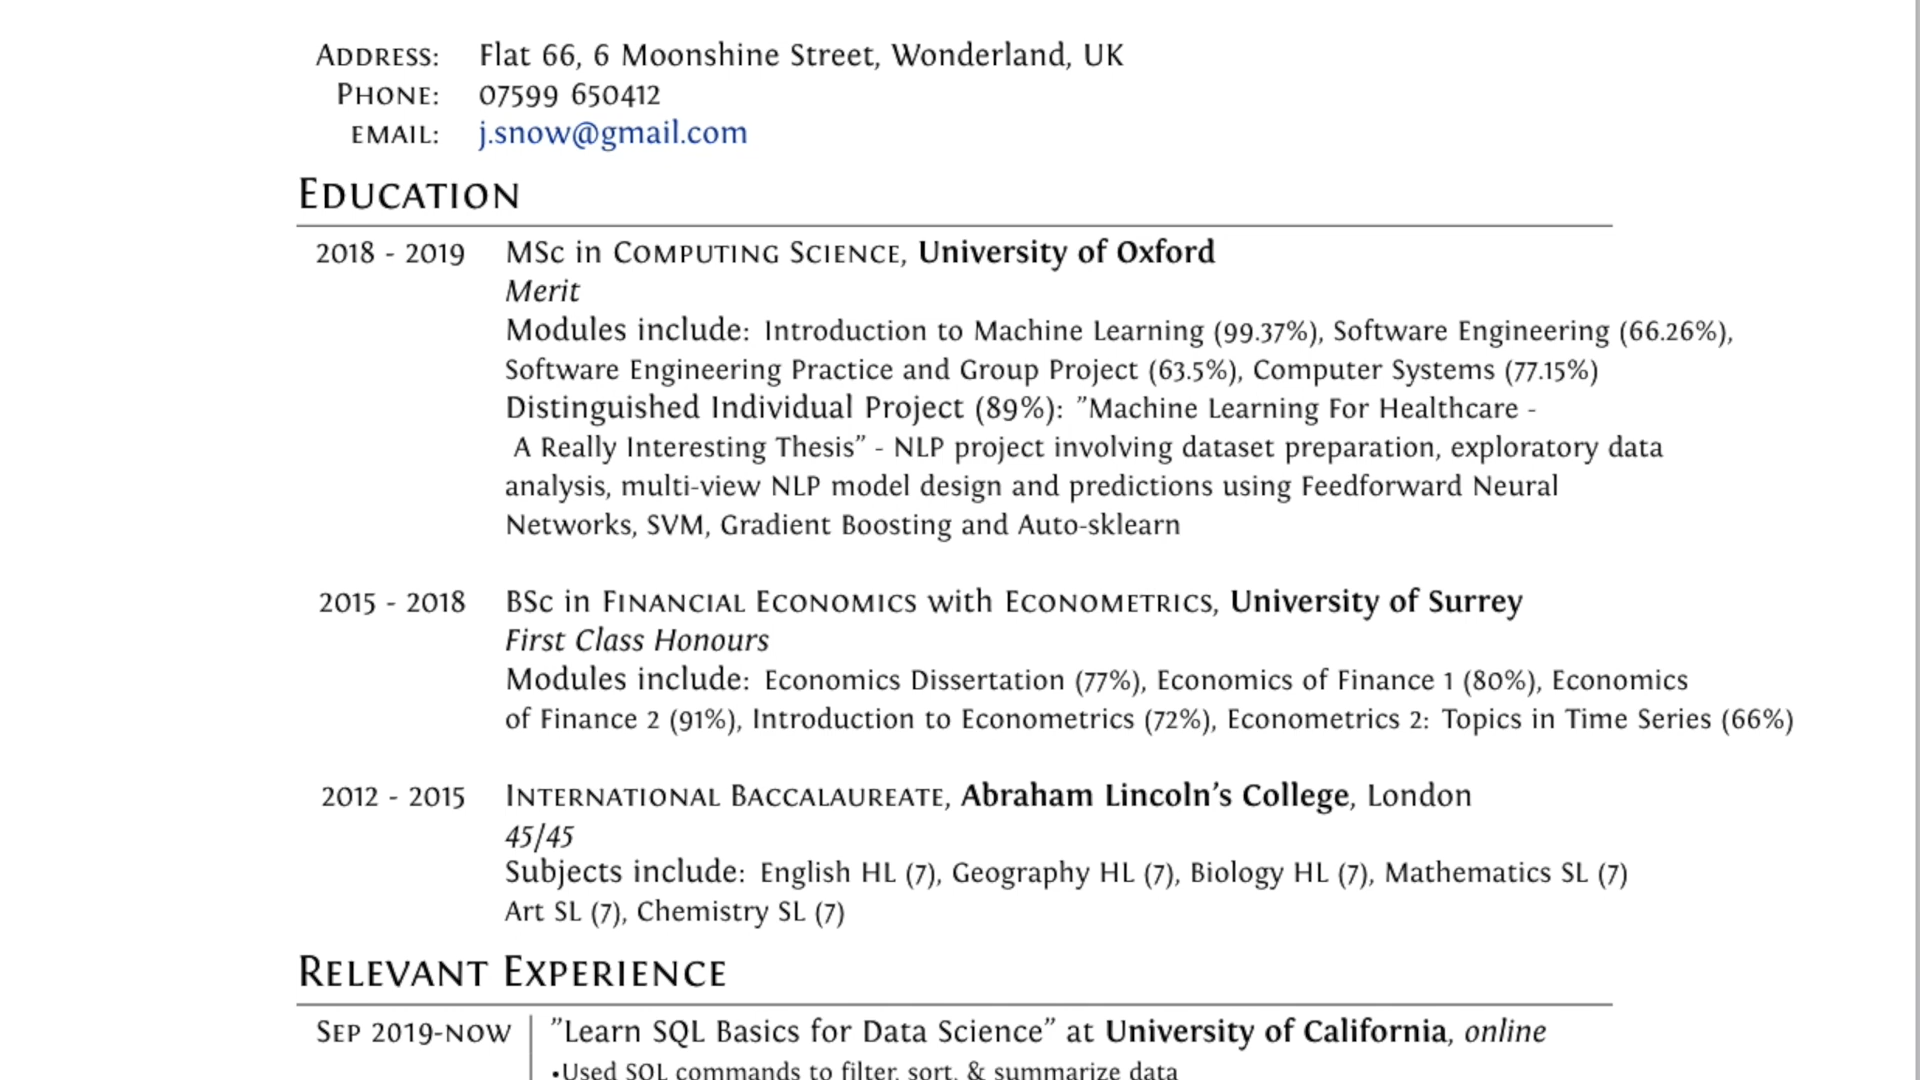 ADDRESS: Flat 66, 6 Moonshine Street, Wonderland, UK
PHONE: 07599 650412
EMAIL: j.snow@gmail.com
EDUCATION
2018 - 2019 MSc in COMPUTING SCIENCE, University of Oxford
Merit
Modules include: Introduction to Machine Learning (99.37%), Software Engineering (66.26%),
Software Engineering Practice and Group Project (63.5%), Computer Systems (77.15%)
Distinguished Individual Project (89%): ”Machine Learning For Healthcare -
A Really Interesting Thesis” - NLP project involving dataset preparation, exploratory data
analysis, multi-view NLP model design and predictions using Feedforward Neural
Networks, SVM, Gradient Boosting and Auto-sklearn
2015 - 2018 BSc in FINANCIAL ECONOMICS with ECONOMETRICS, University of Surrey
First Class Honours
Modules include: Economics Dissertation (77%), Economics of Finance 1 (80%), Economics
of Finance 2 (91%), Introduction to Econometrics (72%), Econometrics 2: Topics in Time Series (66%)
2012 - 2015 INTERNATIONAL BACCALAUREATE, Abraham Lincoln’s College, London
45/45
Subjects include: English HL (7), Geography HL (7), Biology HL (7), Mathematics SL (7)
Art SL (7), Chemistry SL (7)
RELEVANT EXPERIENCE
SEP 2019-NOW ”Learn SQL Basics for Data Science” at University of California, online
•Used SQL commands to filter, sort, & summarize data